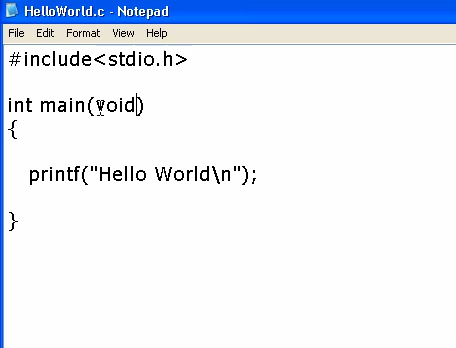 HelloWorld.c - Notepad
File Edit Format View Help
#include<stdio.h>
int main(void)
{
printf("Hello World\n");
}